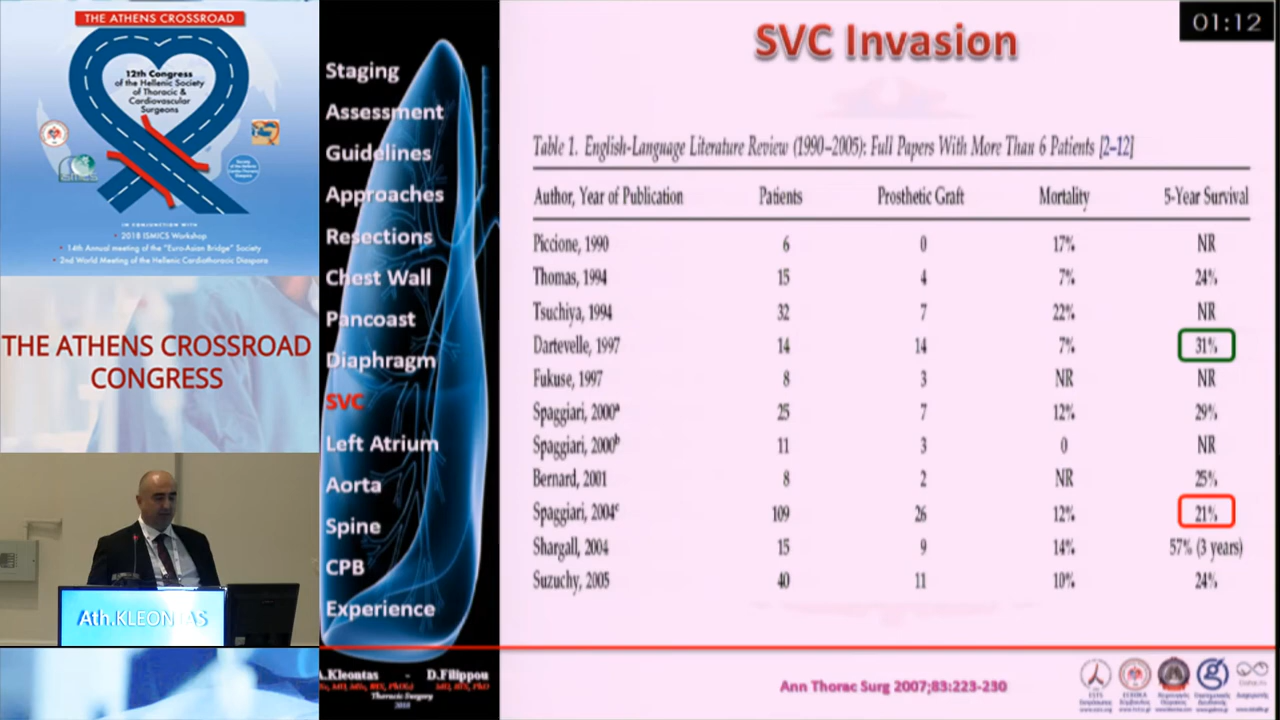 THE ATHENS CROSSROAD
12th Congress
of the Hellenic Society
of Thoracic &
Cardiovascular
Surgeons
ISMICS
IN CONJUNCTION WITH
• 2018 ISMICS Workshop
• 14th Annual meeting of the "Euro-Asian Bridge" Society
• 2nd World Meeting of the Hellenic Cardiothoracic Diaspora
THE ATHENS CROSSROAD
CONGRESS
Ath.KLEONTAS
Staging
Assessment
Guidelines
Approaches
Resections
Chest Wall
Pancoast
Diaphragm
SVC
Left Atrium
Aorta
Spine
CPB
Experience
A.Kleontas - D.Filippou
Thoracic Surgery
2018
01:12
SVC Invasion
Table 1. English-Language Literature Review (1990–2005): Full Papers With More Than 6 Patients [2–12]
Author, Year of Publication Patients Prosthetic Graft Mortality 5-Year Survival
Piccione, 1990 6 0 17% NR
Thomas, 1994 15 4 7% 24%
Tsuchiya, 1994 32 7 22% NR
Dartevelle, 1997 14 14 7% 31%
Fukuse, 1997 8 3 NR NR
Spaggiari, 2000a 25 7 12% 29%
Spaggiari, 2000b 11 3 0 NR
Bernard, 2001 8 2 NR 25%
Spaggiari, 2004c 109 26 12% 21%
Shargall, 2004 15 9 14% 57% (3 years)
Suzuchy, 2005 40 11 10% 24%
Ann Thorac Surg 2007;83:223-230